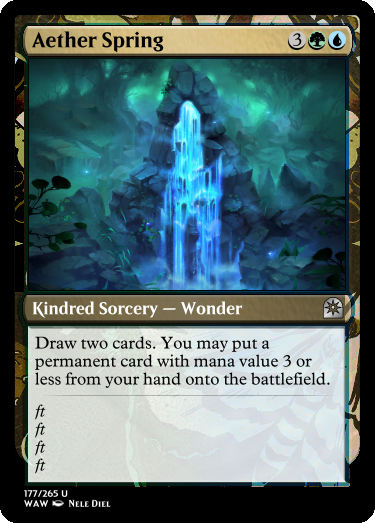 Aether Spring 3
Kindred Sorcery — Wonder
Draw two cards. You may put a
permanent card with mana value 3 or
less from your hand onto the battlefield.
ft
ft
ft
ft
177/265 U
WAW Nele Diel